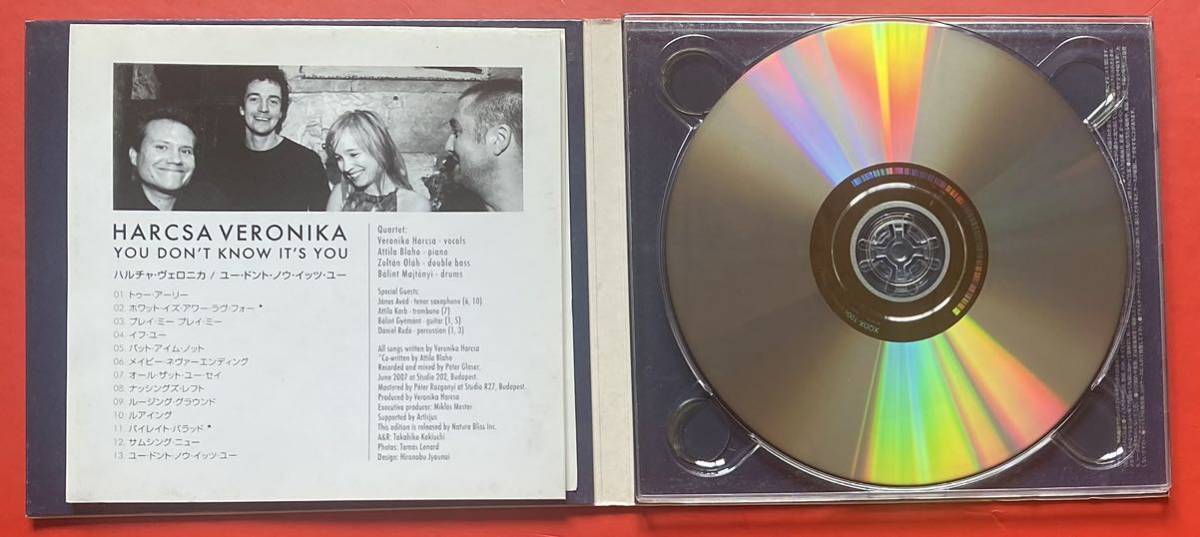 HARCSA VERONIKA
YOU DON'T KNOW IT'S YOU
ハルチャ・ヴェロニカ / ユー・ドント・ノウ・イッツ・ユー
01. トゥー・アーリー
02. ホワット・イズ・アワー・ラヴ・フォー *
03. プレイ・ミー プレイ・ミー
04. イフ・ユー
05. バット・アイム・ノット
06. メイビー・ネヴァーエンディング
07. オール・ザット・ユー・セイ
08. ナッシングズ・レフト
09. ルージング・グラウンド
10. ルアイング
11. パイレイト・バラッド *
12. サムシング・ニュー
13. ユー・ドント・ノウ・イッツ・ユー
Quartet:
Veronika Harcsa - vocals
Attila Blaho - piano
Zoltán Oláh - double bass
Bálint Majtényi - drums
Special Guests:
János Ávéd - tenor saxophone (6, 10)
Attila Korb - trombone (7)
Bálint Gyémánt - guitar (1, 5)
Daniel Rudó - percussion (1, 3)
All songs written by Veronika Harcsa
*Co-written by Attila Blaho
Recorded and mixed by Péter Glaser,
June 2007 at Studio 202, Budapest.
Mastered by Péter Rozgonyi at Studio R27, Budapest.
Produced by Veronika Harcsa
Executive producer: Miklós Mester
Supported by Artisjus
This edition is released by Natura Bliss Inc.
A&R: Takahiko Kakiuchi
Photos: Tamás Lénárd
Design: Hironobu Jyounai